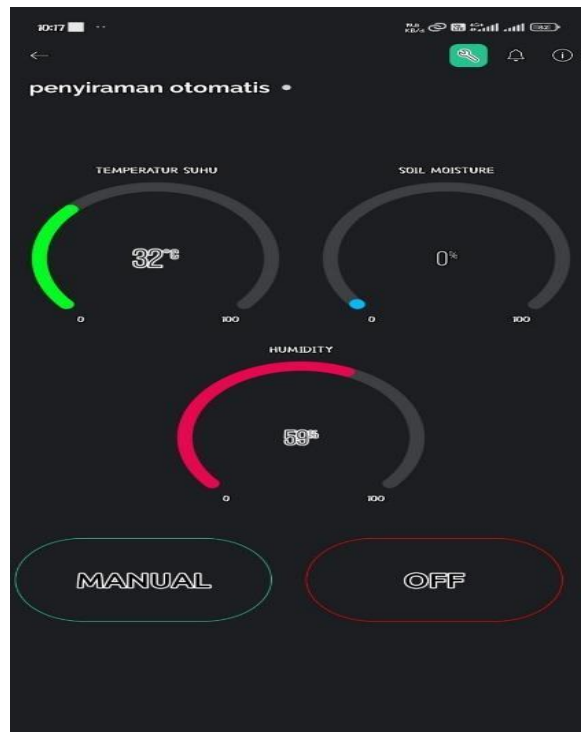 10:17
KB/s
penyiraman otomatis
TEMPERATUR SUHU
SOIL MOISTURE
32°C
0%
0 100
0 100
HUMIDITY
59%
0 100
MANUAL
OFF